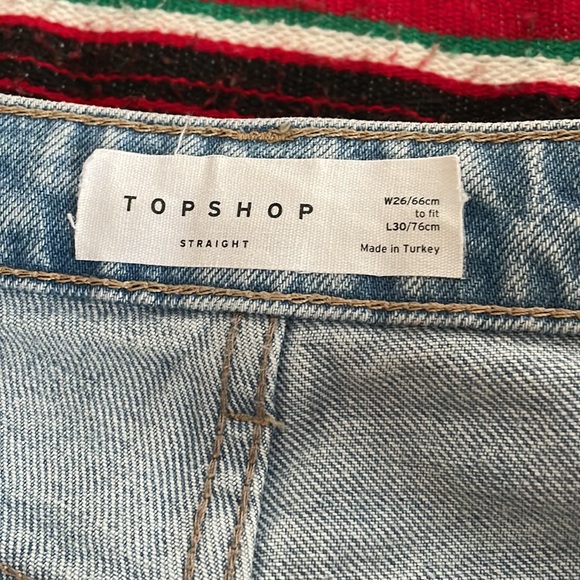 TOPSHOP
STRAIGHT
W26/66cm
to fit
L30/76cm
Made in Turkey